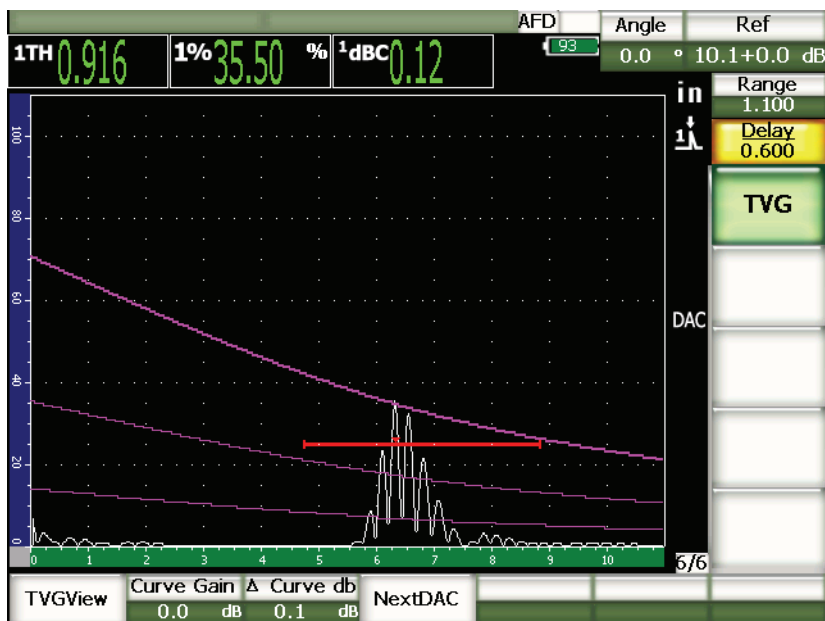 AFD Angle Ref
93 0.0 ° 10.1+0.0 dB
1TH 0.916 1% 35.50 % 1dBC 0.12
in Range
1.100
1 Delay
0.600
TVG
DAC
100
80
60
40
20
0
0 1 2 3 4 5 6 7 8 9 10
6/6
TVGView Curve Gain Δ Curve db NextDAC
0.0 dB 0.1 dB